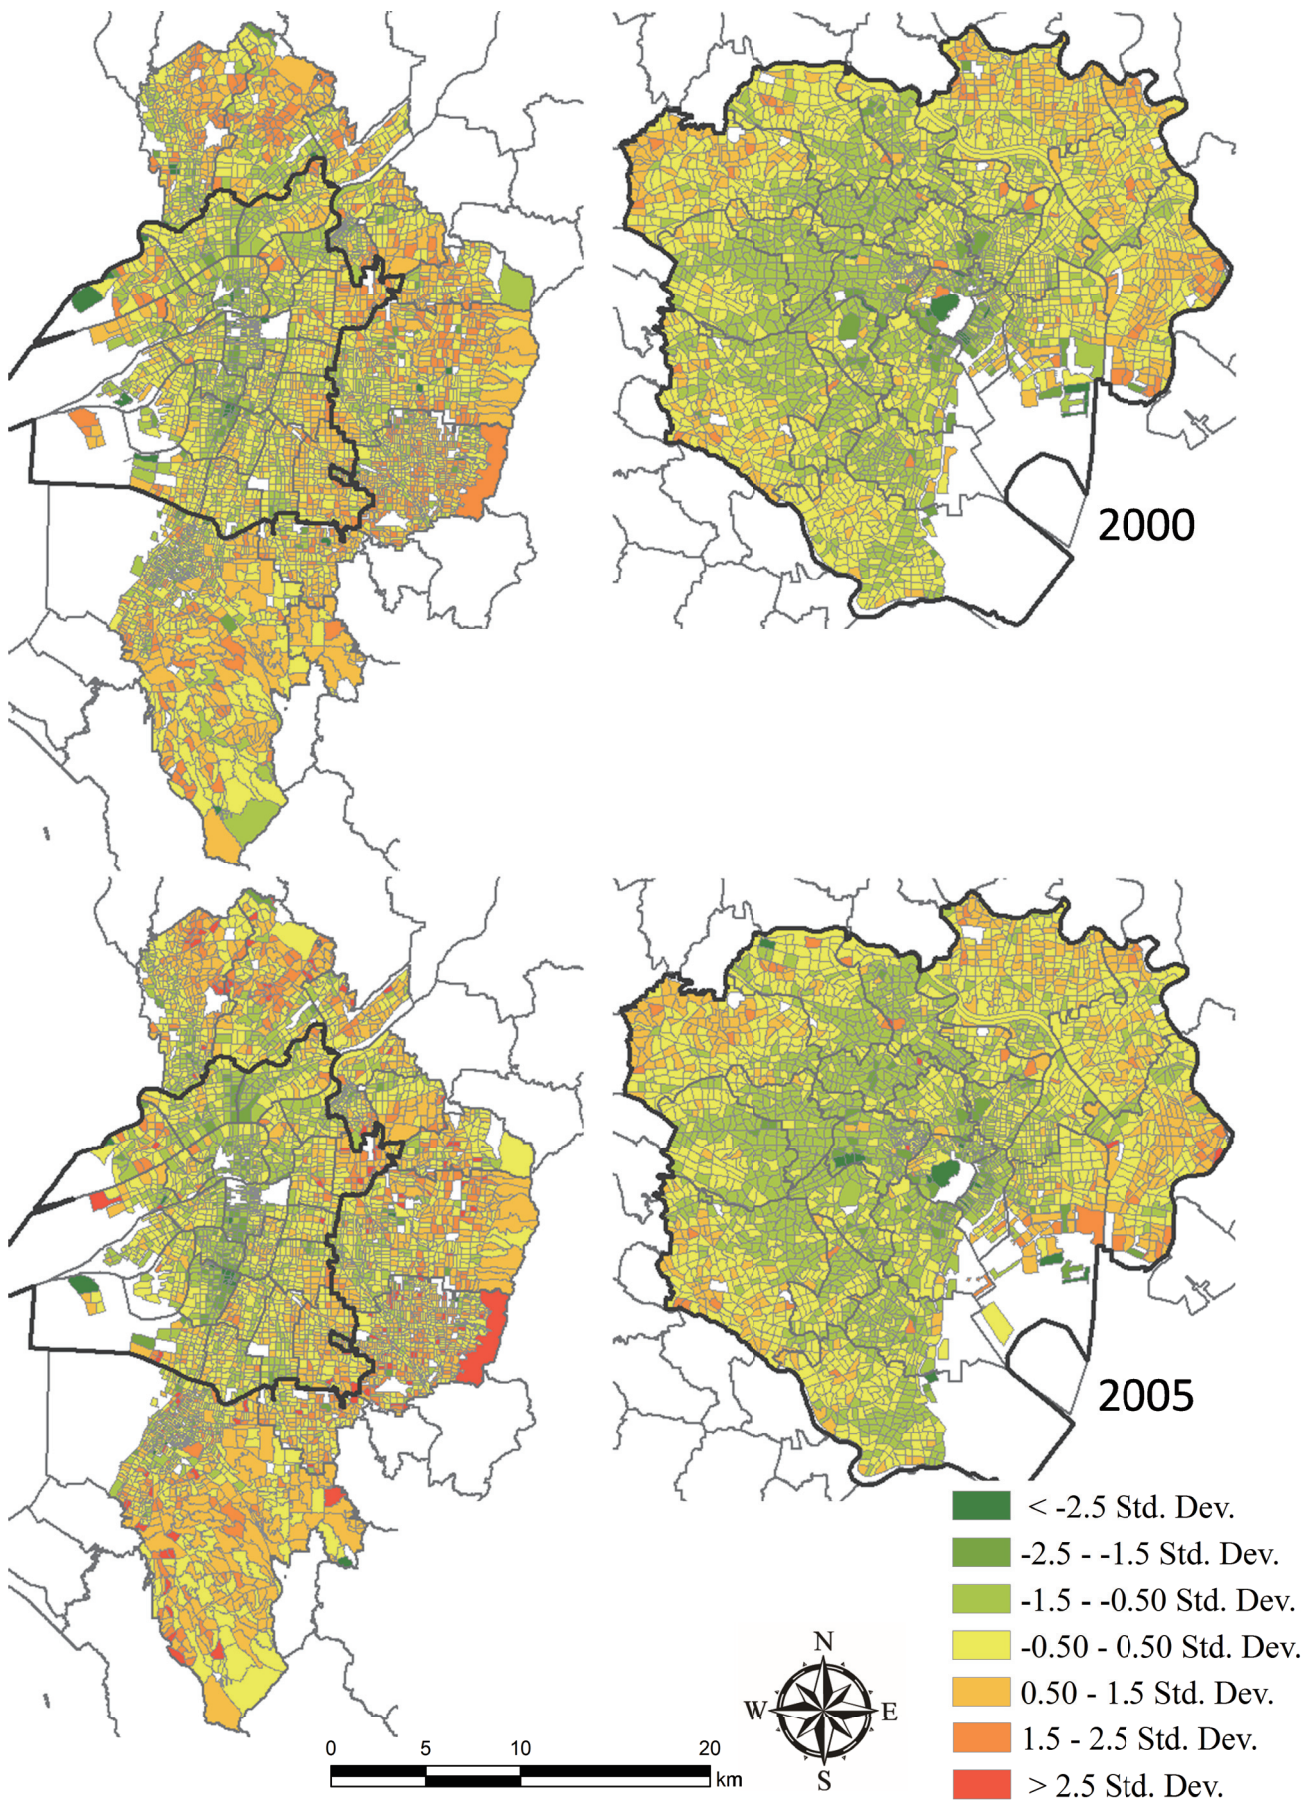 2000
2005
< -2.5 Std. Dev.
-2.5 - -1.5 Std. Dev.
-1.5 - -0.50 Std. Dev.
-0.50 - 0.50 Std. Dev.
0.50 - 1.5 Std. Dev.
1.5 - 2.5 Std. Dev.
> 2.5 Std. Dev.
N
W E
S
0 5 10 20
km